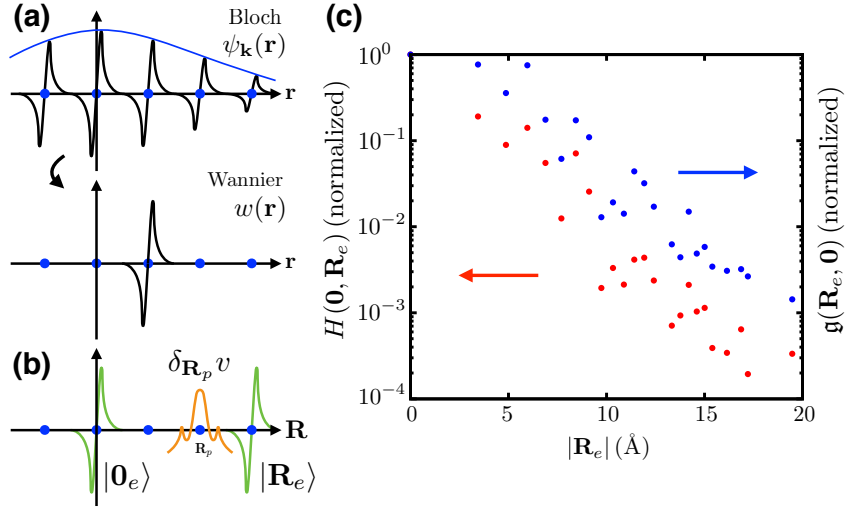 (a)
Bloch
ψ_𝐤(𝐫)
𝐫
Wannier
w(𝐫)
𝐫
(b)
δ_{𝐑_p} v
𝐑
𝐑_p
|𝟎_e⟩
|𝐑_e⟩
(c)
10^0
10^{-1}
10^{-2}
10^{-3}
10^{-4}
H(𝟎, 𝐑_e) (normalized)
𝔤(𝐑_e, 𝟎) (normalized)
0 5 10 15 20
|𝐑_e| (Å)